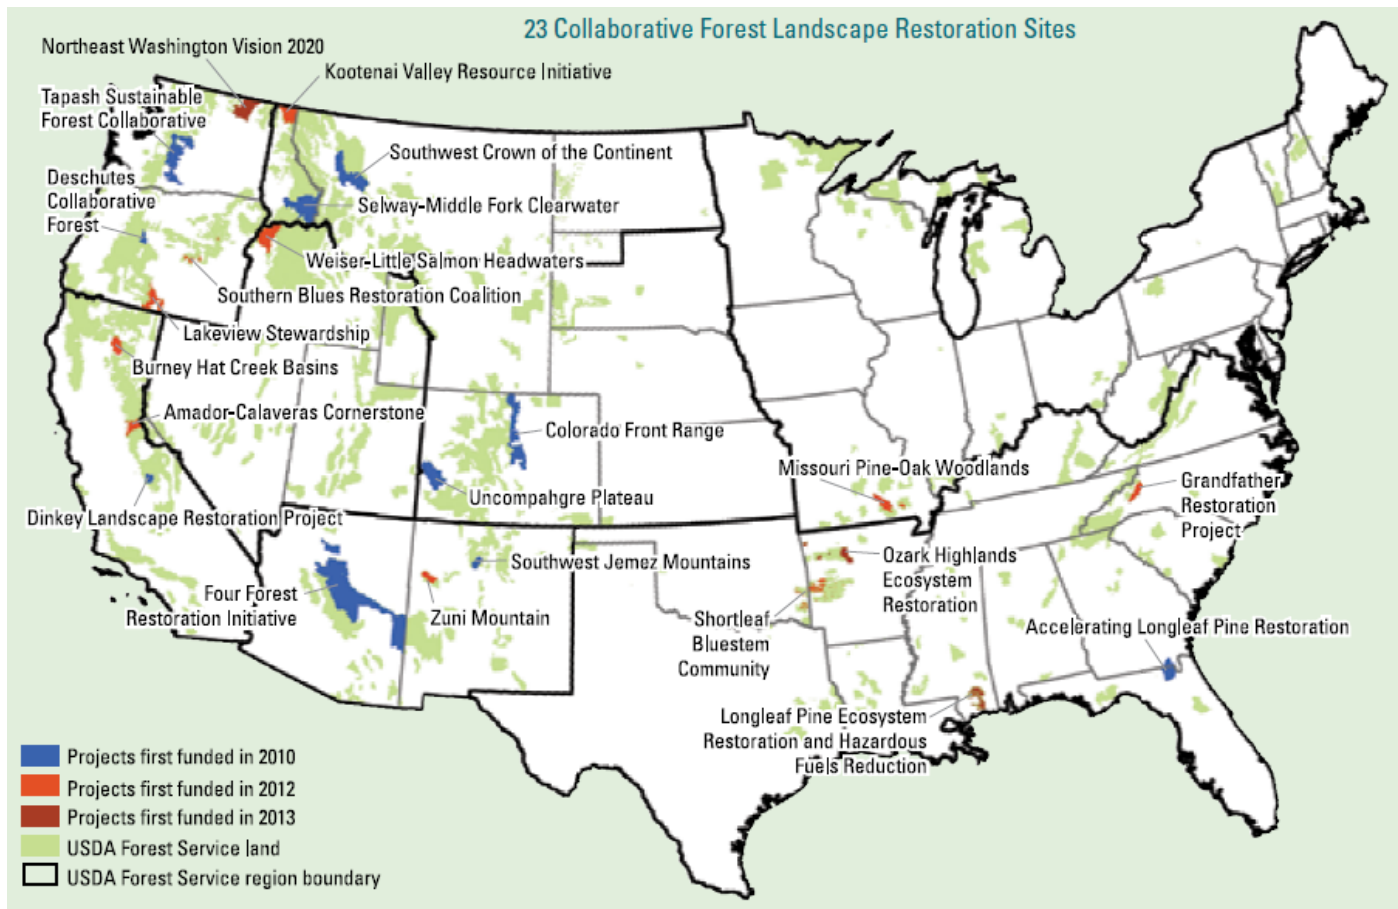 23 Collaborative Forest Landscape Restoration Sites
Northeast Washington Vision 2020
Kootenai Valley Resource Initiative
Tapash Sustainable
Forest Collaborative
Southwest Crown of the Continent
Deschutes
Collaborative
Forest
Selway-Middle Fork Clearwater
Weiser-Little Salmon Headwaters
Southern Blues Restoration Coalition
Lakeview Stewardship
Burney Hat Creek Basins
Amador-Calaveras Cornerstone
Colorado Front Range
Missouri Pine-Oak Woodlands
Uncompahgre Plateau
Grandfather
Restoration
Project
Dinkey Landscape Restoration Project
Southwest Jemez Mountains
Ozark Highlands
Ecosystem
Restoration
Four Forest
Restoration Initiative
Zuni Mountain
Shortleaf
Bluestem
Community
Accelerating Longleaf Pine Restoration
Longleaf Pine Ecosystem
Restoration and Hazardous
Fuels Reduction
Projects first funded in 2010
Projects first funded in 2012
Projects first funded in 2013
USDA Forest Service land
USDA Forest Service region boundary